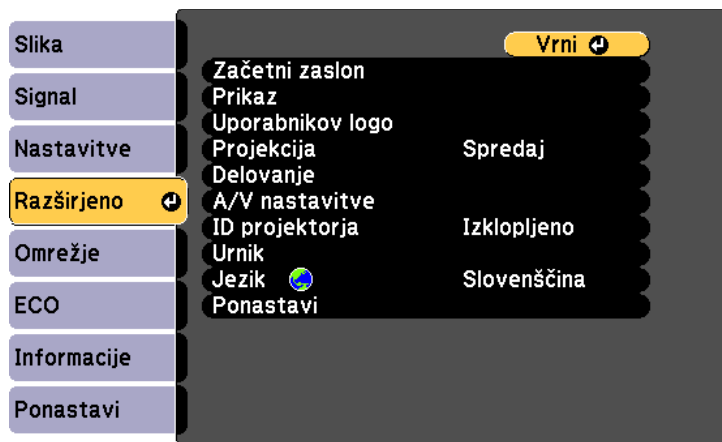 Slika
Signal
Nastavitve
Razširjeno
Omrežje
ECO
Informacije
Ponastavi
Vrni
Začetni zaslon
Prikaz
Uporabnikov logo
Projekcija Spredaj
Delovanje
A/V nastavitve
ID projektorja Izklopljeno
Urnik
Jezik Slovenščina
Ponastavi